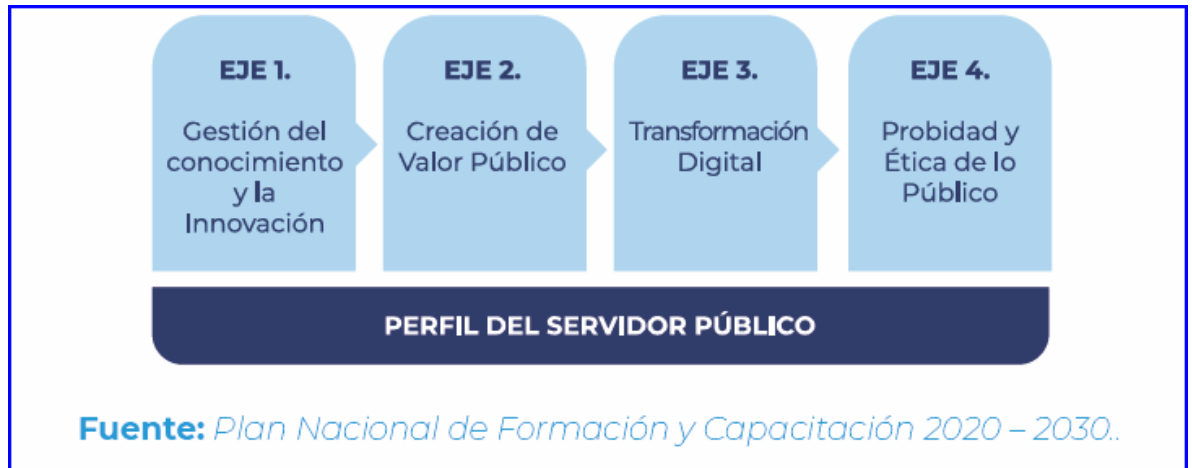 EJE 1.
Gestión del
conocimiento
y la
Innovación
EJE 2.
Creación de
Valor Público
EJE 3.
Transformación
Digital
EJE 4.
Probidad y
Ética de lo
Público
PERFIL DEL SERVIDOR PÚBLICO
Fuente: Plan Nacional de Formación y Capacitación 2020 – 2030..